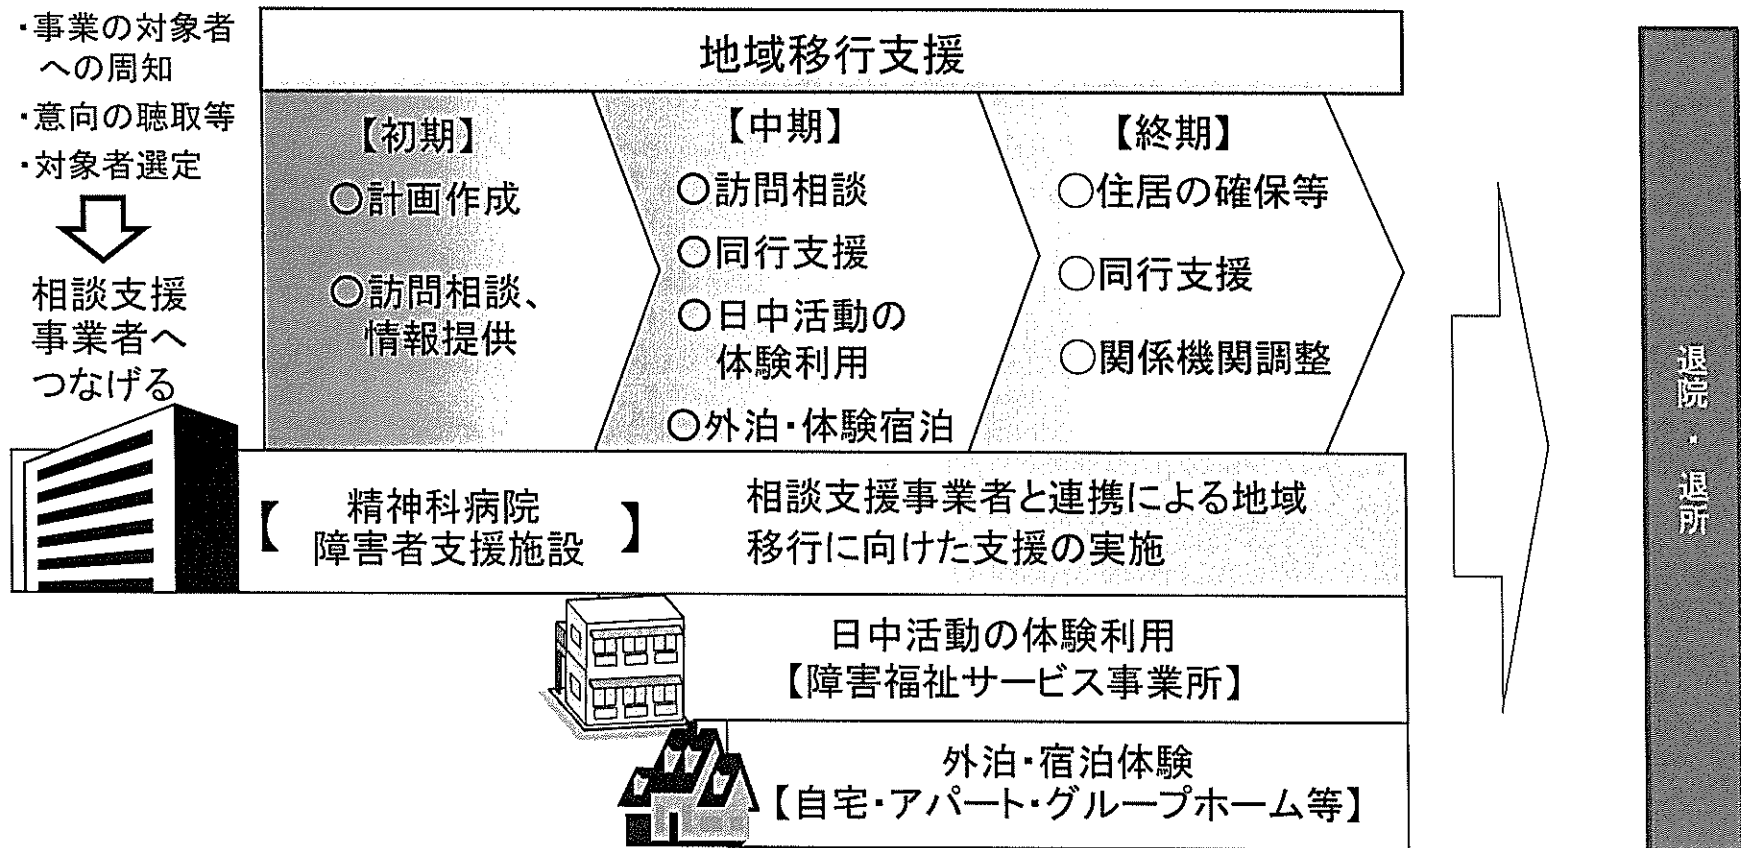 ・事業の対象者
への周知
・意向の聴取等
・対象者選定
相談支援
事業者へ
つなげる
地域移行支援
【初期】
○計画作成
○訪問相談、
情報提供
【中期】
○訪問相談
○同行支援
○日中活動の
体験利用
○外泊・体験宿泊
【終期】
○住居の確保等
○同行支援
○関係機関調整
【 精神科病院
障害者支援施設 】
相談支援事業者と連携による地域
移行に向けた支援の実施
日中活動の体験利用
【障害福祉サービス事業所】
外泊・宿泊体験
【自宅・アパート・グループホーム等】
退院・退所